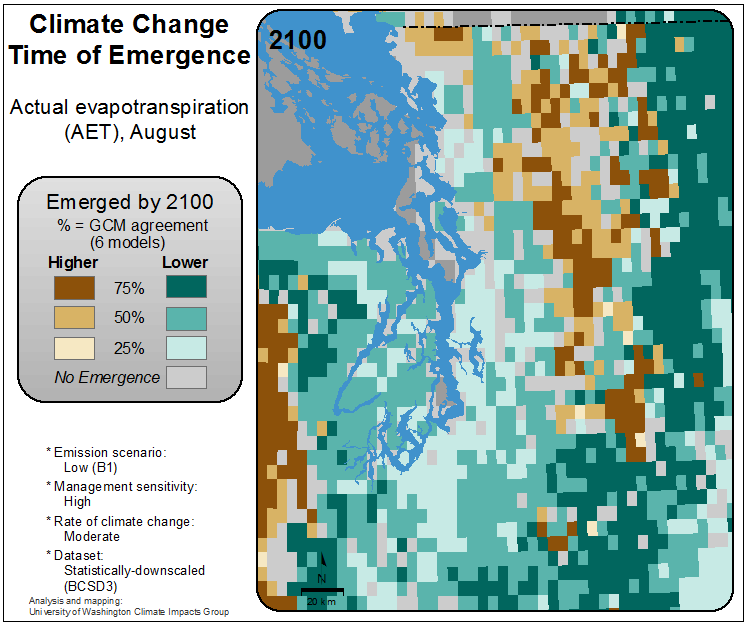 Climate Change
Time of Emergence
Actual evapotranspiration
(AET), August
Emerged by 2100
% = GCM agreement
(6 models)
Higher Lower
75%
50%
25%
No Emergence
* Emission scenario:
Low (B1)
* Management sensitivity:
High
* Rate of climate change:
Moderate
* Dataset:
Statistically-downscaled
(BCSD3)
Analysis and mapping:
University of Washington Climate Impacts Group
2100
N
20 km